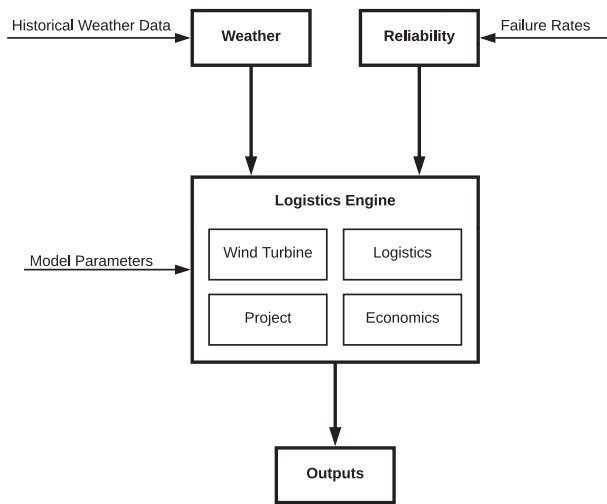 Historical Weather Data
Weather
Reliability
Failure Rates
Logistics Engine
Wind Turbine
Logistics
Model Parameters
Project
Economics
Outputs